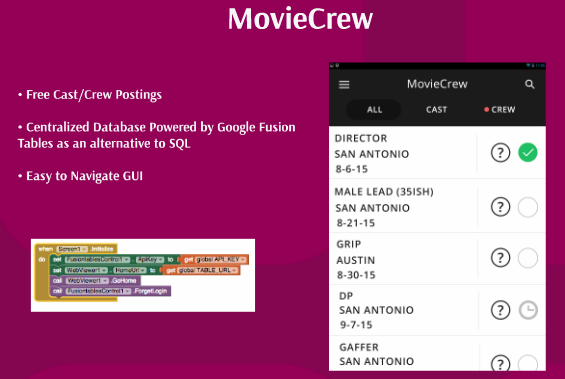 MovieCrew
• Free Cast/Crew Postings
• Centralized Database Powered by Google Fusion
Tables as an alternative to SQL
• Easy to Navigate GUI
when Screen1 .Initialize
do set FusiontablesControl1 . ApiKey to get global API_KEY
set WebViewer1 . HomeUrl to get global TABLE_URL
call WebViewer1 .GoHome
call FusiontablesControl1 .ForgetLogin
MovieCrew
ALL CAST CREW
DIRECTOR
SAN ANTONIO
8-6-15
?
MALE LEAD (35ISH)
SAN ANTONIO
8-21-15
?
GRIP
AUSTIN
8-30-15
?
DP
SAN ANTONIO
9-7-15
?
GAFFER
SAN ANTONIO
?